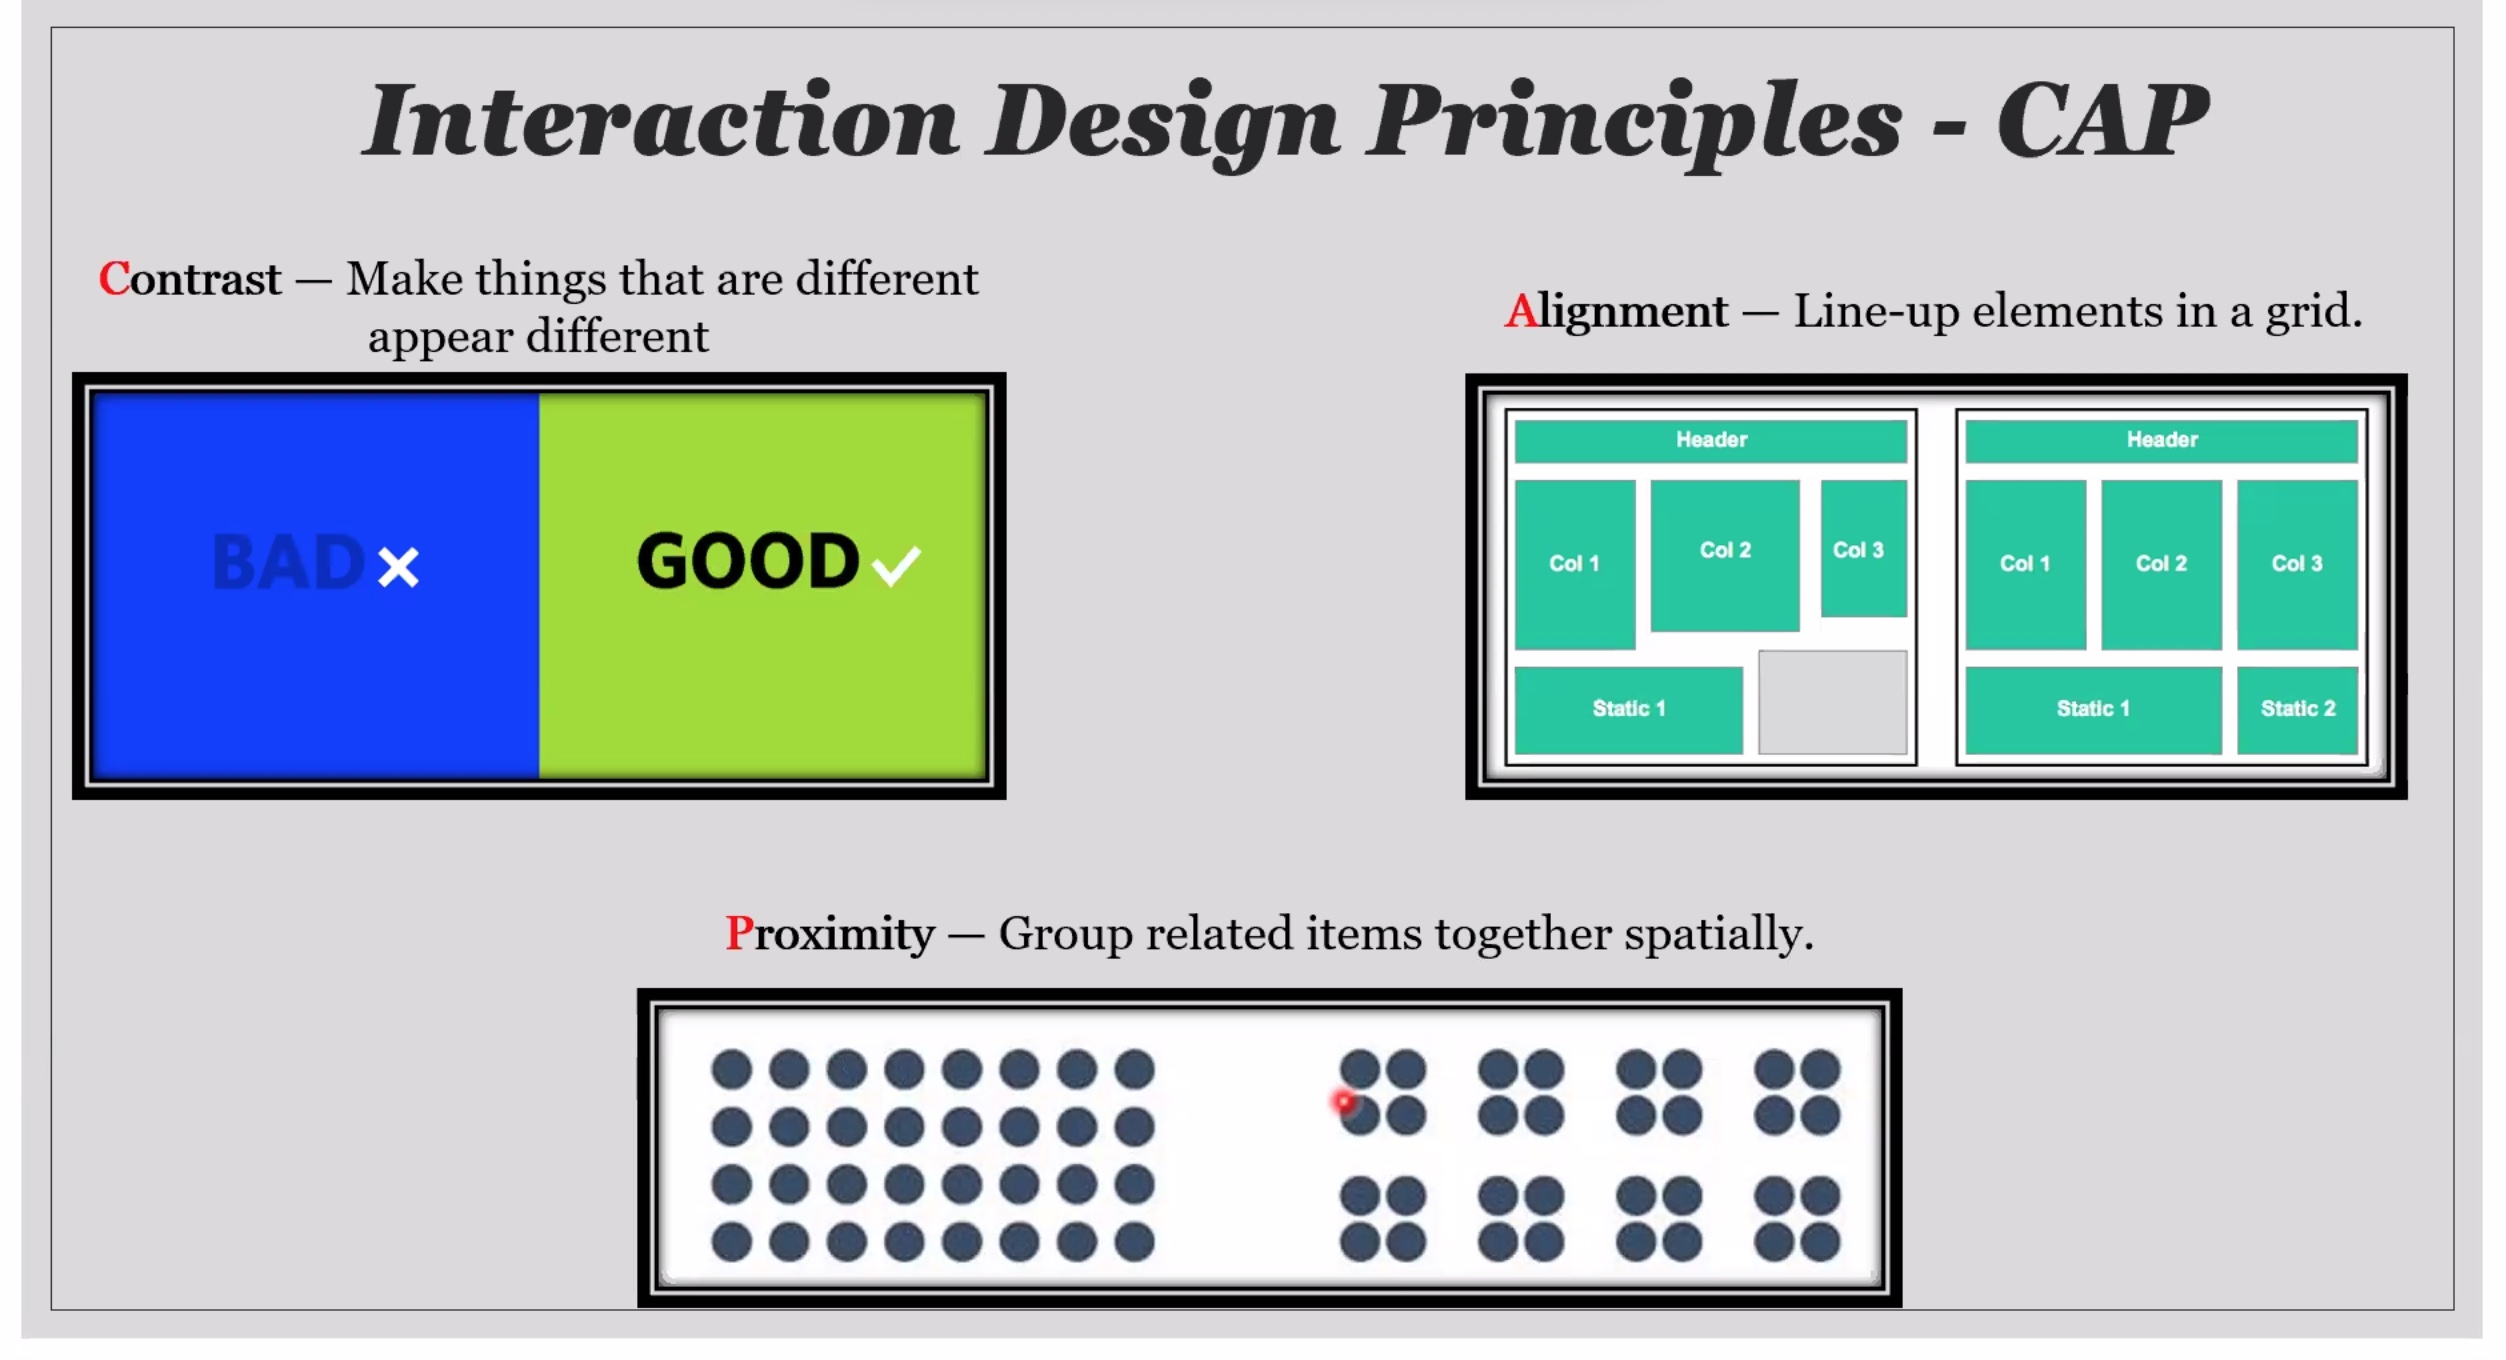 Interaction Design Principles - CAP
Contrast — Make things that are different
appear different
BAD
GOOD
Alignment — Line-up elements in a grid.
Header
Col 1
Col 2
Col 3
Static 1
Header
Col 1
Col 2
Col 3
Static 1
Static 2
Proximity — Group related items together spatially.